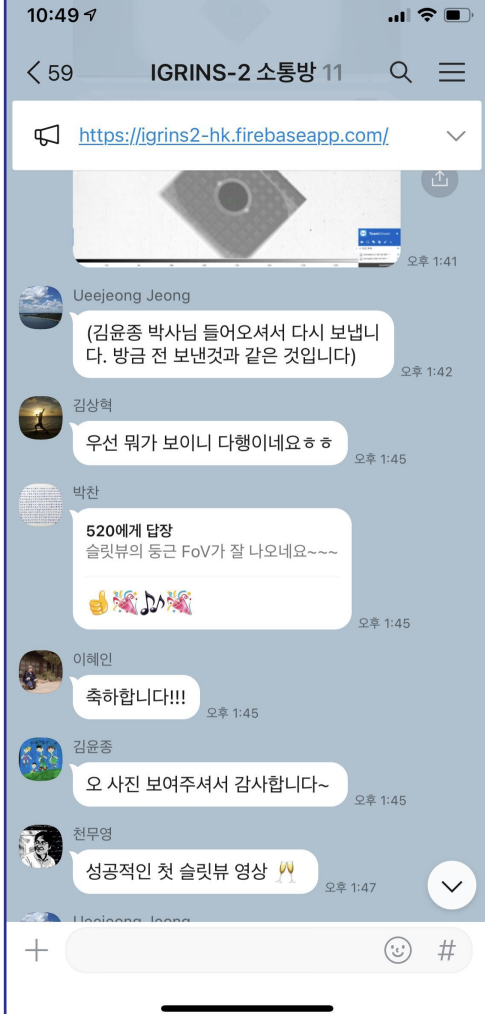 10:49
59
IGRINS-2 소통방 11
https://igrins2-hk.firebaseapp.com/
오후 1:41
Ueejeong Jeong
(김윤종 박사님 들어오셔서 다시 보냅니
다. 방금 전 보낸것과 같은 것입니다)
오후 1:42
김상혁
우선 뭐가 보이니 다행이네요ㅎㅎ
오후 1:45
박찬
520에게 답장
슬릿뷰의 둥근 FoV가 잘 나오네요~~~
오후 1:45
이혜인
축하합니다!!!
오후 1:45
김윤종
오 사진 보여주셔서 감사합니다~
오후 1:45
천무영
성공적인 첫 슬릿뷰 영상 🥂
오후 1:47
Ueejeong Jeong
#